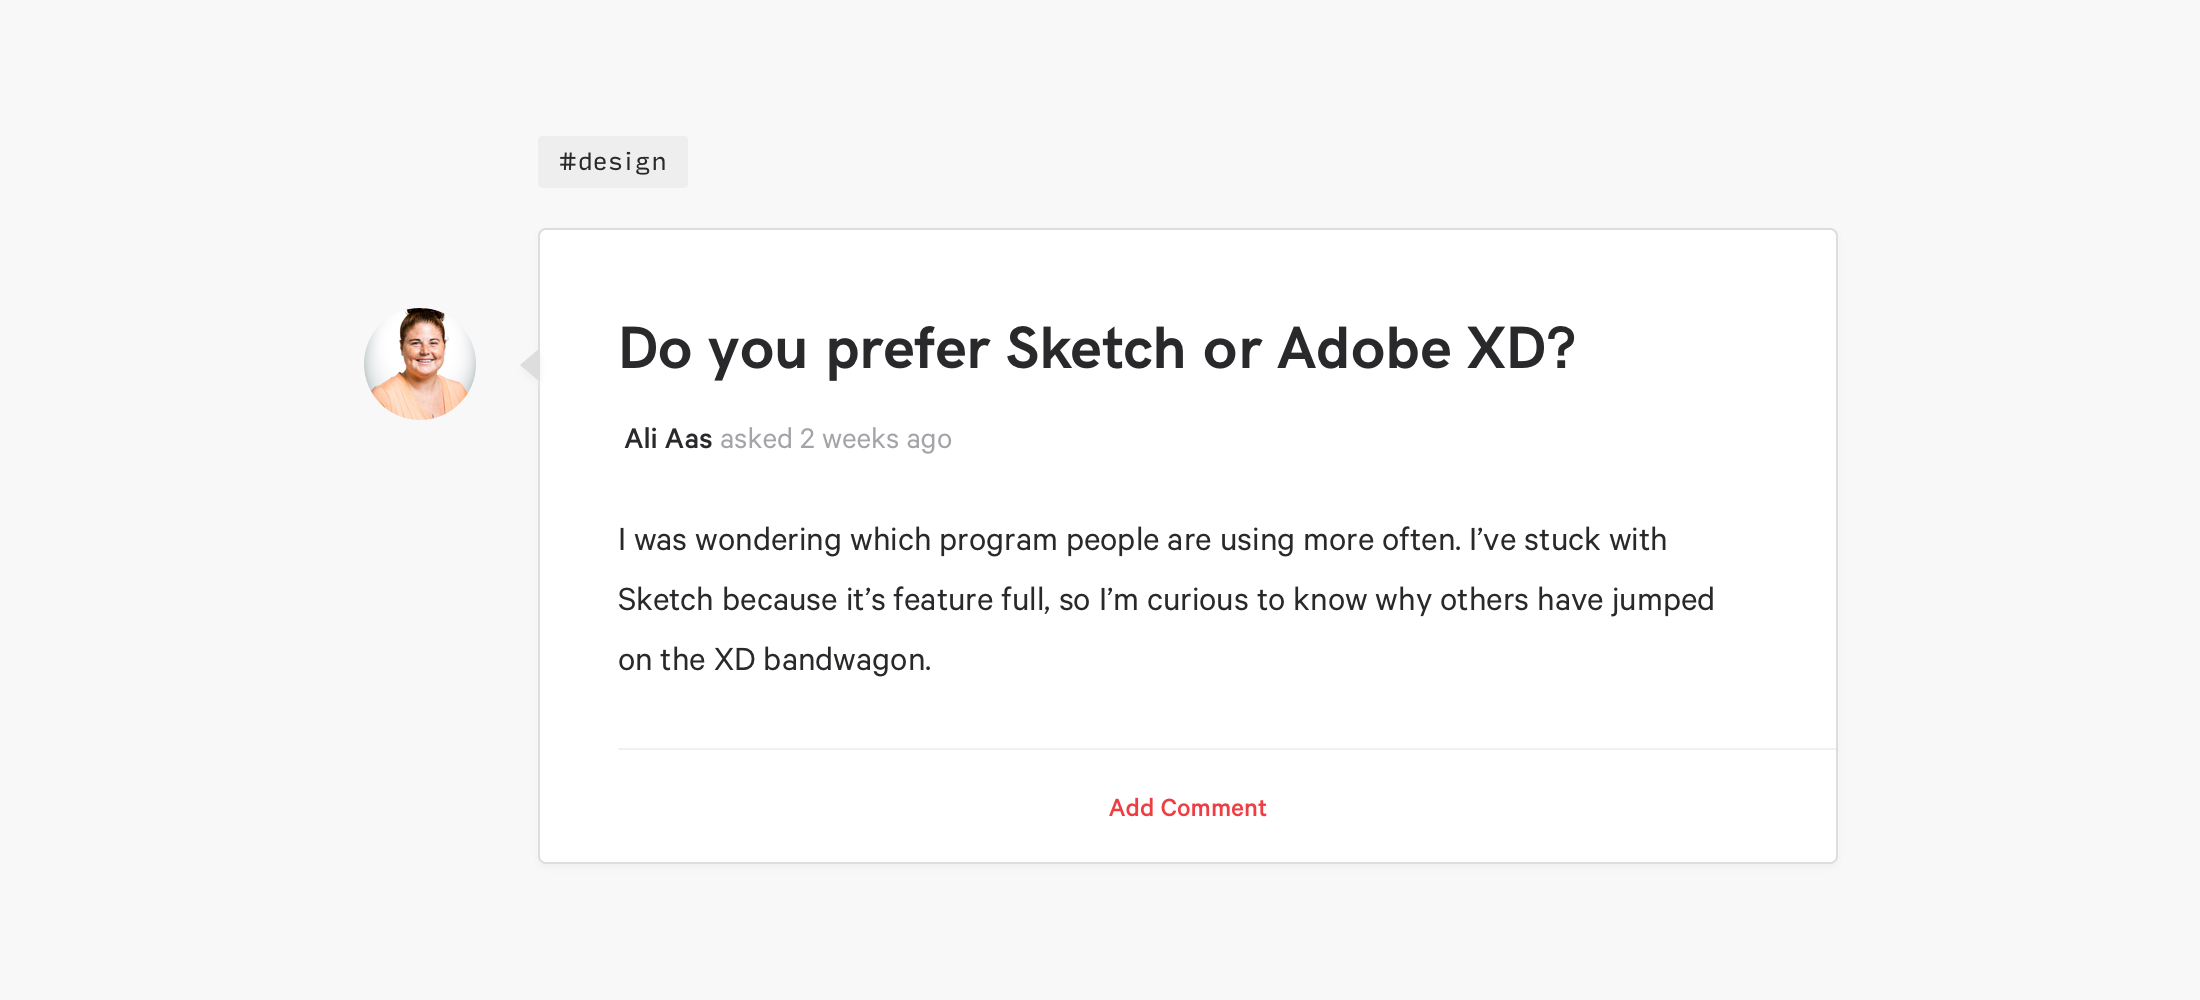 #design
Do you prefer Sketch or Adobe XD?
Ali Aas asked 2 weeks ago
I was wondering which program people are using more often. I’ve stuck with
Sketch because it’s feature full, so I’m curious to know why others have jumped
on the XD bandwagon.
Add Comment